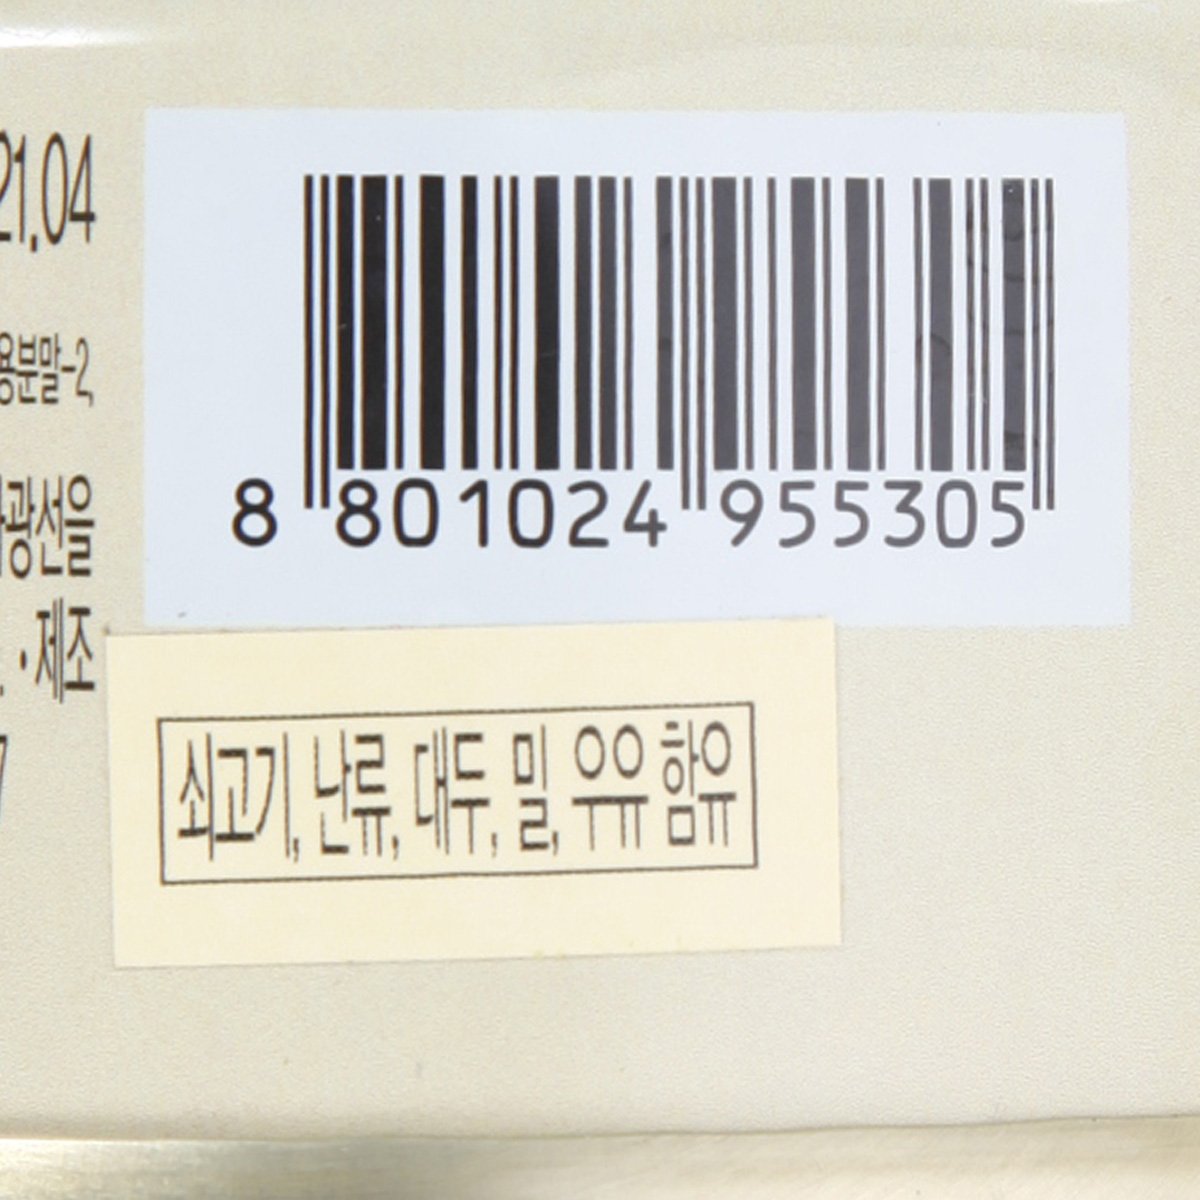 21.04
용분말-2,
광선을
·제조
8 801024 955305
쇠고기, 난류, 대두, 밀, 우유 함유